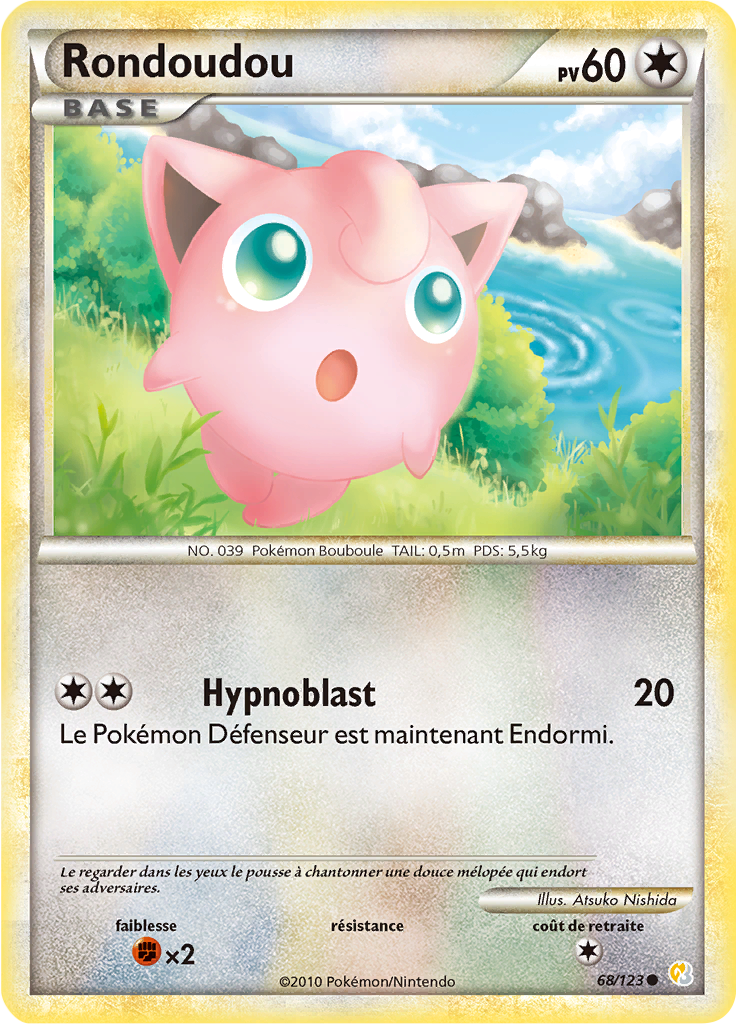 Rondoudou
PV60
BASE
NO. 039 Pokémon Bouboule TAIL: 0,5m PDS: 5,5kg
Hypnoblast 20
Le Pokémon Défenseur est maintenant Endormi.
Le regarder dans les yeux le pousse à chantonner une douce mélopée qui endort
ses adversaires.
Illus. Atsuko Nishida
faiblesse résistance coût de retraite
×2
©2010 Pokémon/Nintendo 68/123